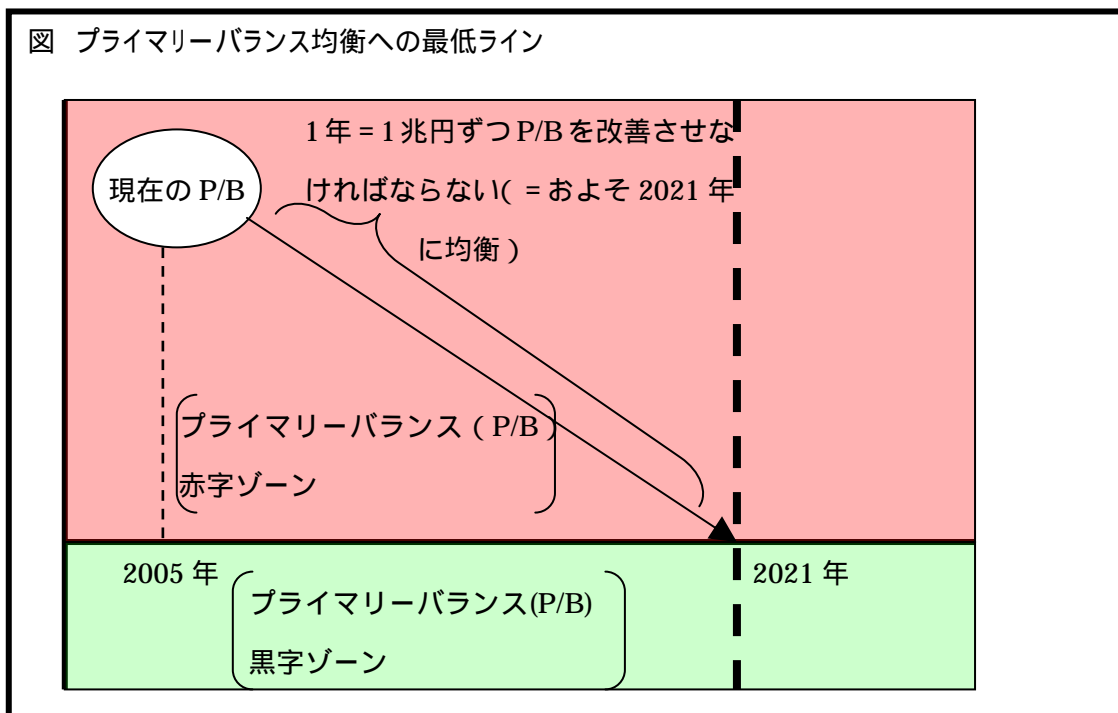 図 プライマリーバランス均衡への最低ライン
1年=1兆円ずつP/Bを改善させな
ければならない(=およそ2021年
に均衡)
現在のP/B
プライマリーバランス(P/B)
赤字ゾーン
2005年
2021年
プライマリーバランス(P/B)
黒字ゾーン